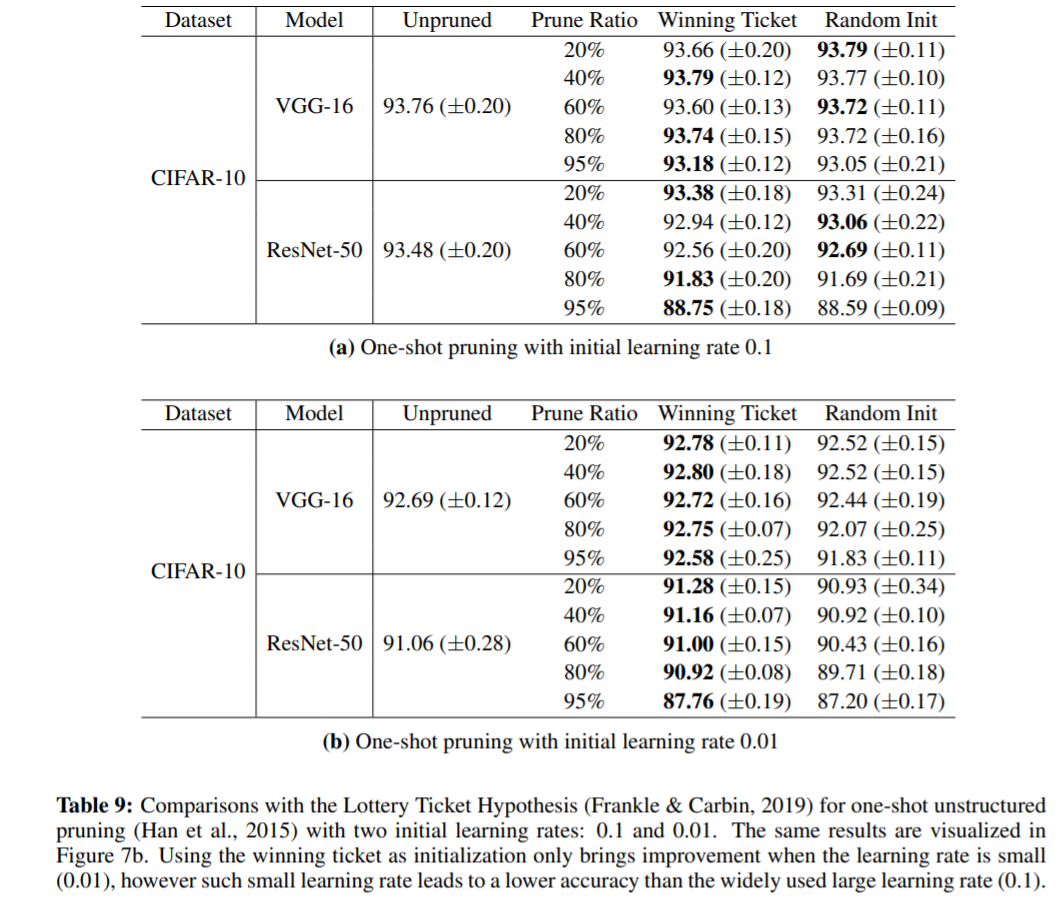 Dataset Model Unpruned Prune Ratio Winning Ticket Random Init
20% 93.66 (±0.20) 93.79 (±0.11)
40% 93.79 (±0.12) 93.77 (±0.10)
VGG-16 93.76 (±0.20) 60% 93.60 (±0.13) 93.72 (±0.11)
80% 93.74 (±0.15) 93.72 (±0.16)
95% 93.18 (±0.12) 93.05 (±0.21)
CIFAR-10
20% 93.38 (±0.18) 93.31 (±0.24)
40% 92.94 (±0.12) 93.06 (±0.22)
ResNet-50 93.48 (±0.20) 60% 92.56 (±0.20) 92.69 (±0.11)
80% 91.83 (±0.20) 91.69 (±0.21)
95% 88.75 (±0.18) 88.59 (±0.09)
(a) One-shot pruning with initial learning rate 0.1
Dataset Model Unpruned Prune Ratio Winning Ticket Random Init
20% 92.78 (±0.11) 92.52 (±0.15)
40% 92.80 (±0.18) 92.52 (±0.15)
VGG-16 92.69 (±0.12) 60% 92.72 (±0.16) 92.44 (±0.19)
80% 92.75 (±0.07) 92.07 (±0.25)
95% 92.58 (±0.25) 91.83 (±0.11)
CIFAR-10
20% 91.28 (±0.15) 90.93 (±0.34)
40% 91.16 (±0.07) 90.92 (±0.10)
ResNet-50 91.06 (±0.28) 60% 91.00 (±0.15) 90.43 (±0.16)
80% 90.92 (±0.08) 89.71 (±0.18)
95% 87.76 (±0.19) 87.20 (±0.17)
(b) One-shot pruning with initial learning rate 0.01
Table 9: Comparisons with the Lottery Ticket Hypothesis (Frankle & Carbin, 2019) for one-shot unstructured
pruning (Han et al., 2015) with two initial learning rates: 0.1 and 0.01. The same results are visualized in
Figure 7b. Using the winning ticket as initialization only brings improvement when the learning rate is small
(0.01), however such small learning rate leads to a lower accuracy than the widely used large learning rate (0.1).